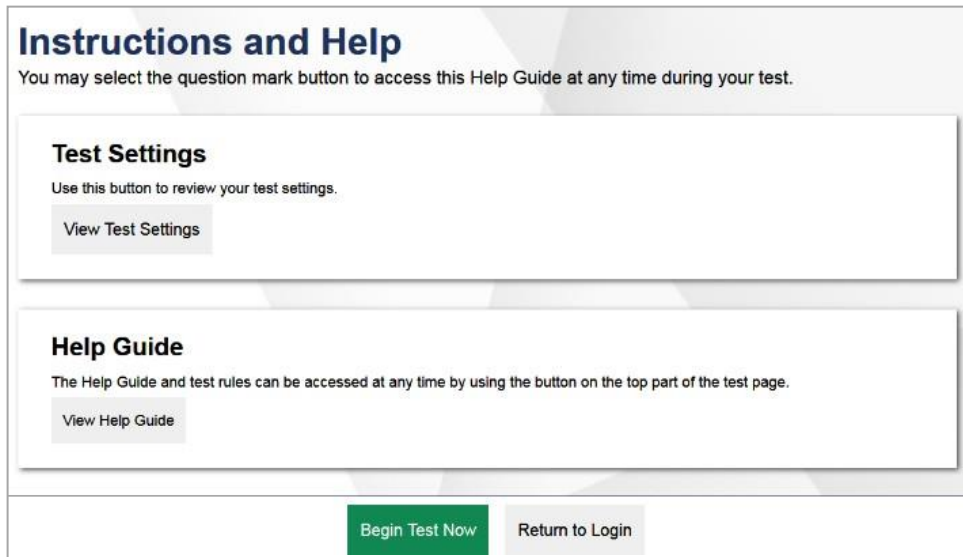 Instructions and Help
You may select the question mark button to access this Help Guide at any time during your test.
Test Settings
Use this button to review your test settings.
View Test Settings
Help Guide
The Help Guide and test rules can be accessed at any time by using the button on the top part of the test page.
View Help Guide
Begin Test Now
Return to Login